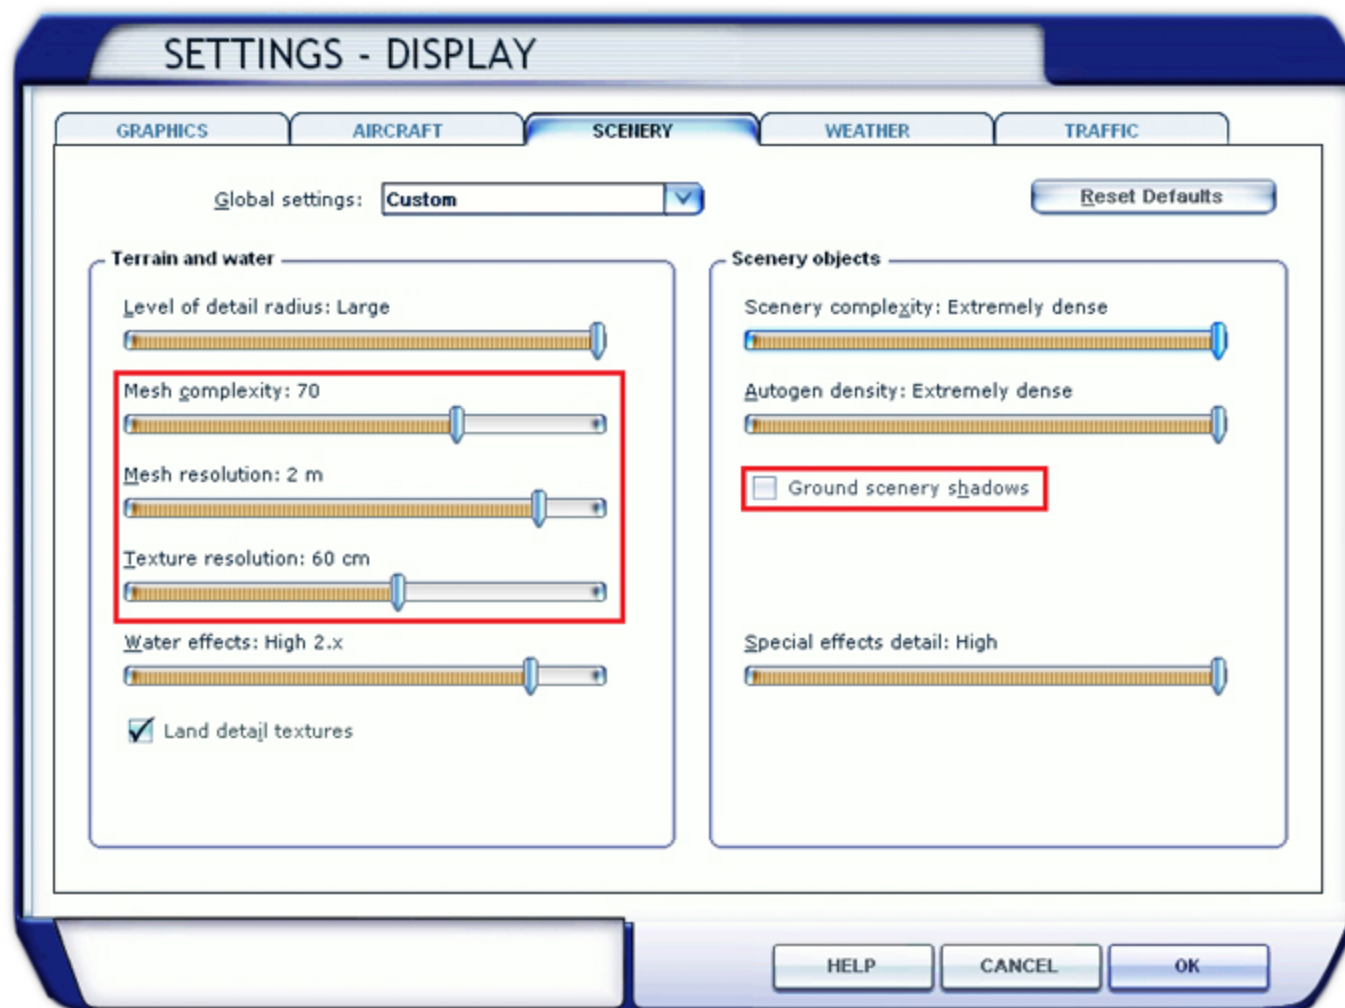 SETTINGS - DISPLAY
GRAPHICS AIRCRAFT SCENERY WEATHER TRAFFIC
Global settings: Custom Reset Defaults
Terrain and water
Level of detail radius: Large
Mesh complexity: 70
Mesh resolution: 2 m
Texture resolution: 60 cm
Water effects: High 2.x
Land detail textures
Scenery objects
Scenery complexity: Extremely dense
Autogen density: Extremely dense
Ground scenery shadows
Special effects detail: High
HELP CANCEL OK